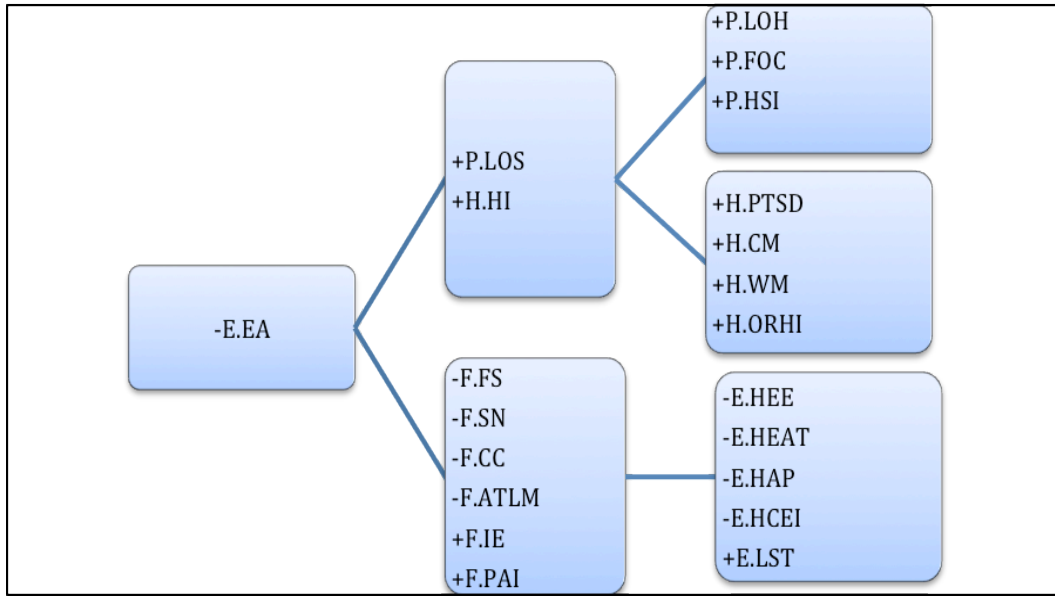 -E.EA
+P.LOS
+H.HI
+P.LOH
+P.FOC
+P.HSI
+H.PTSD
+H.CM
+H.WM
+H.ORHI
-F.FS
-F.SN
-F.CC
-F.ATLM
+F.IE
+F.PAI
-E.HEE
-E.HEAT
-E.HAP
-E.HCEI
+E.LST